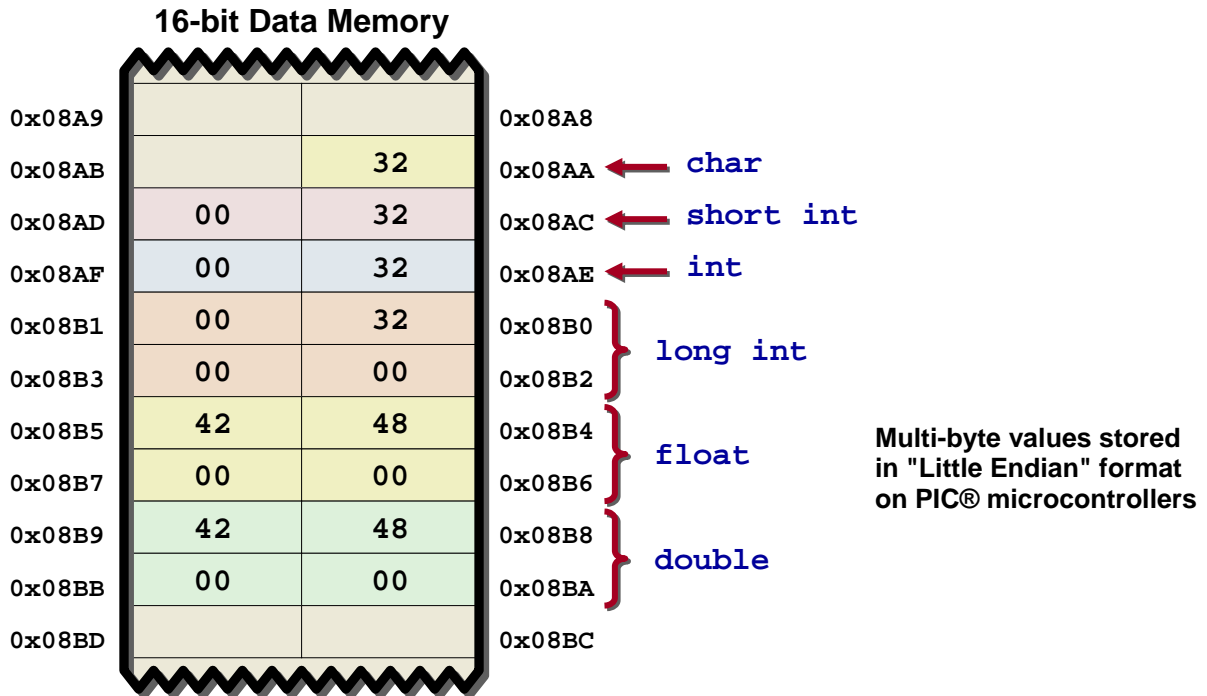 16-bit Data Memory
0x08A9 0x08A8
0x08AB 32 0x08AA char
0x08AD 00 32 0x08AC short int
0x08AF 00 32 0x08AE int
0x08B1 00 32 0x08B0
long int
0x08B3 00 00 0x08B2
0x08B5 42 48 0x08B4
float
0x08B7 00 00 0x08B6
0x08B9 42 48 0x08B8
double
0x08BB 00 00 0x08BA
0x08BD 0x08BC
Multi-byte values stored
in "Little Endian" format
on PIC® microcontrollers